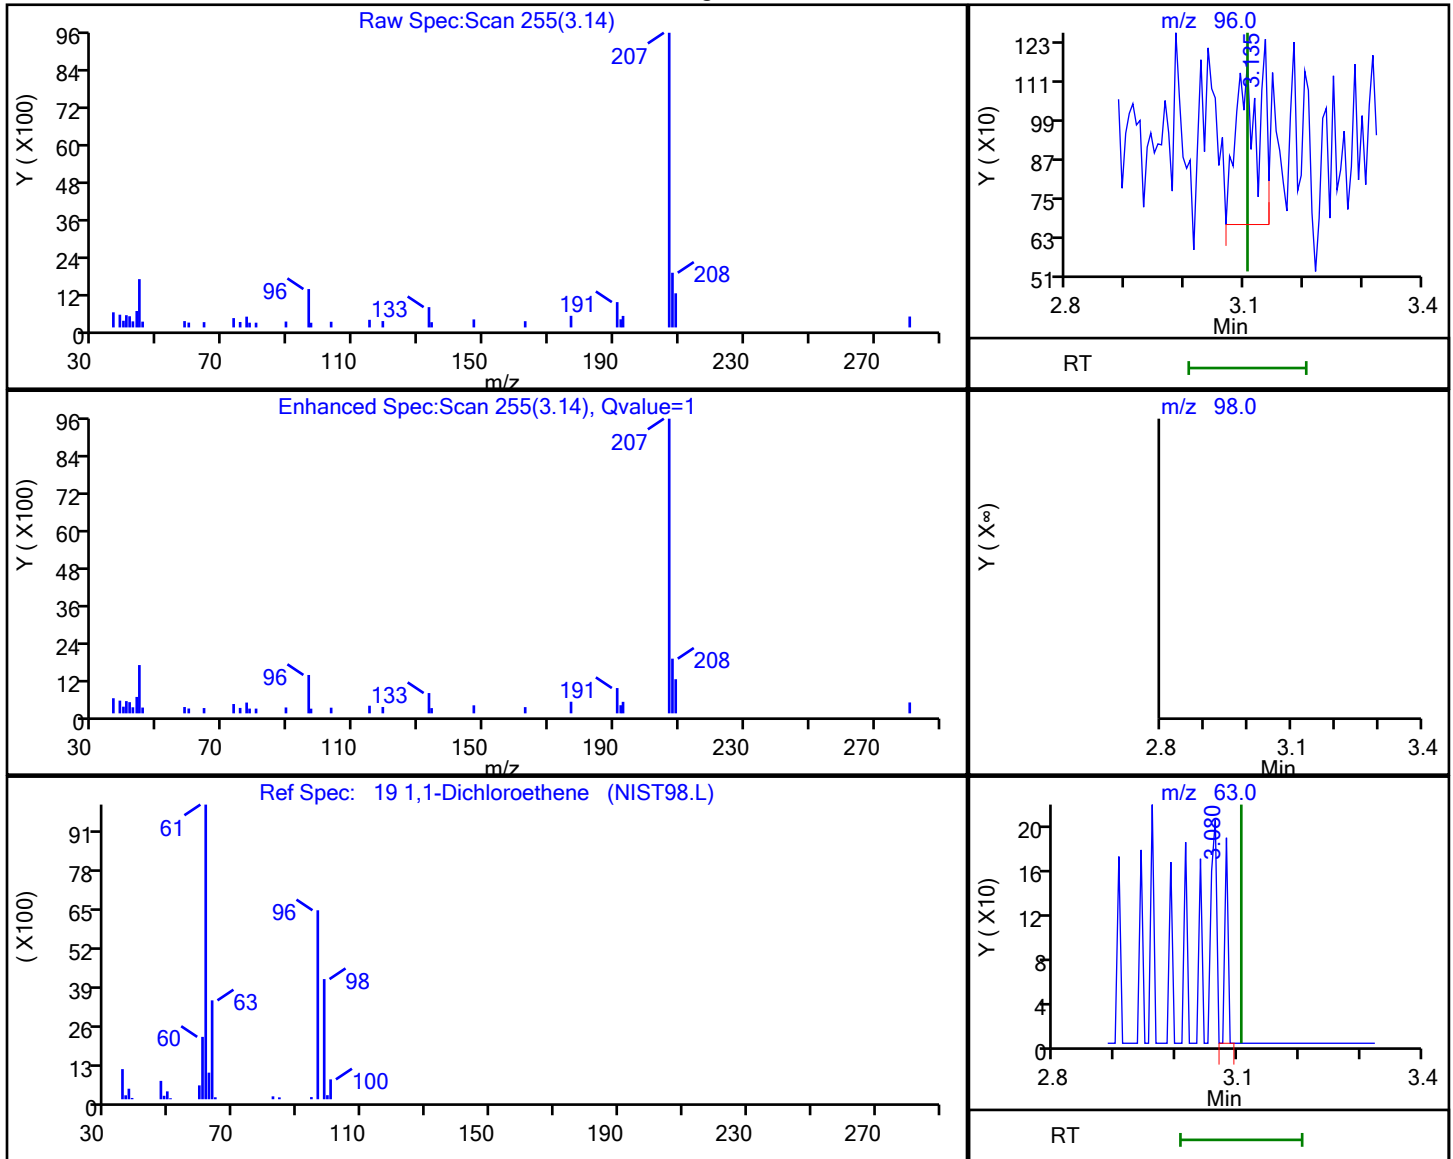 Raw Spec:Scan 255(3.14)
Y ( X100)
96
84
72
60
48
36
24
12
0
207
208
96
133
191
30 70 110 150 190 230 270
m/z
m/z 96.0
Y ( X10)
123
111
99
87
75
63
51
3.135
2.8 3.1 3.4
Min
RT
Enhanced Spec:Scan 255(3.14), Qvalue=1
Y ( X100)
96
84
72
60
48
36
24
12
0
207
208
96
133
191
30 70 110 150 190 230 270
m/z
m/z 98.0
Y ( X∞)
2.8 3.1 3.4
Min
Ref Spec: 19 1,1-Dichloroethene (NIST98.L)
( X100)
91
78
65
52
39
26
13
0
61
96
98
63
60
100
30 70 110 150 190 230 270
m/z 63.0
Y ( X10)
20
16
12
8
4
0
3.080
2.8 3.1 3.4
Min
RT